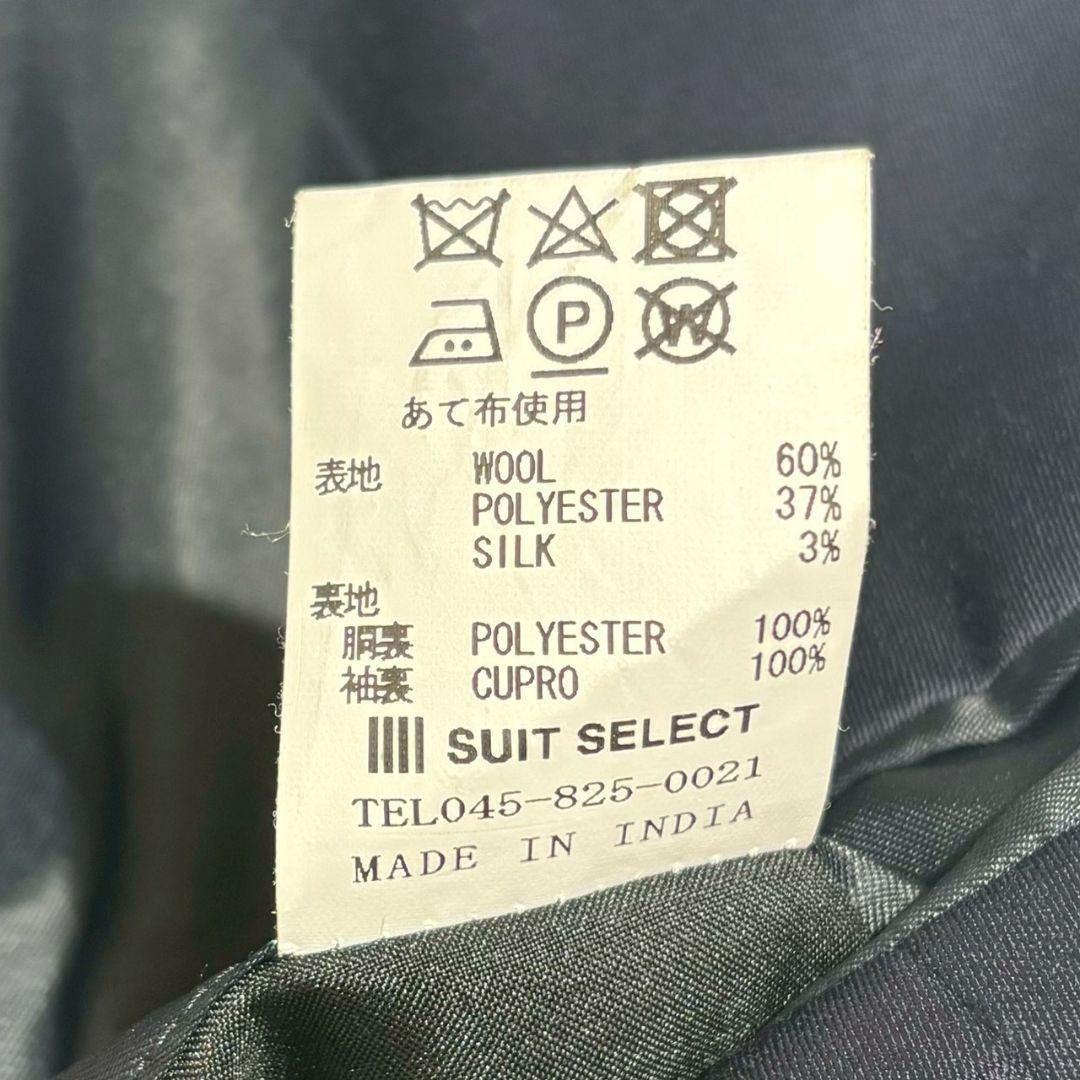 P W
あて布使用
表地 WOOL 60%
POLYESTER 37%
SILK 3%
裏地
胴裏 POLYESTER 100%
袖裏 CUPRO 100%
SUIT SELECT
TEL045-825-0021
MADE IN INDIA